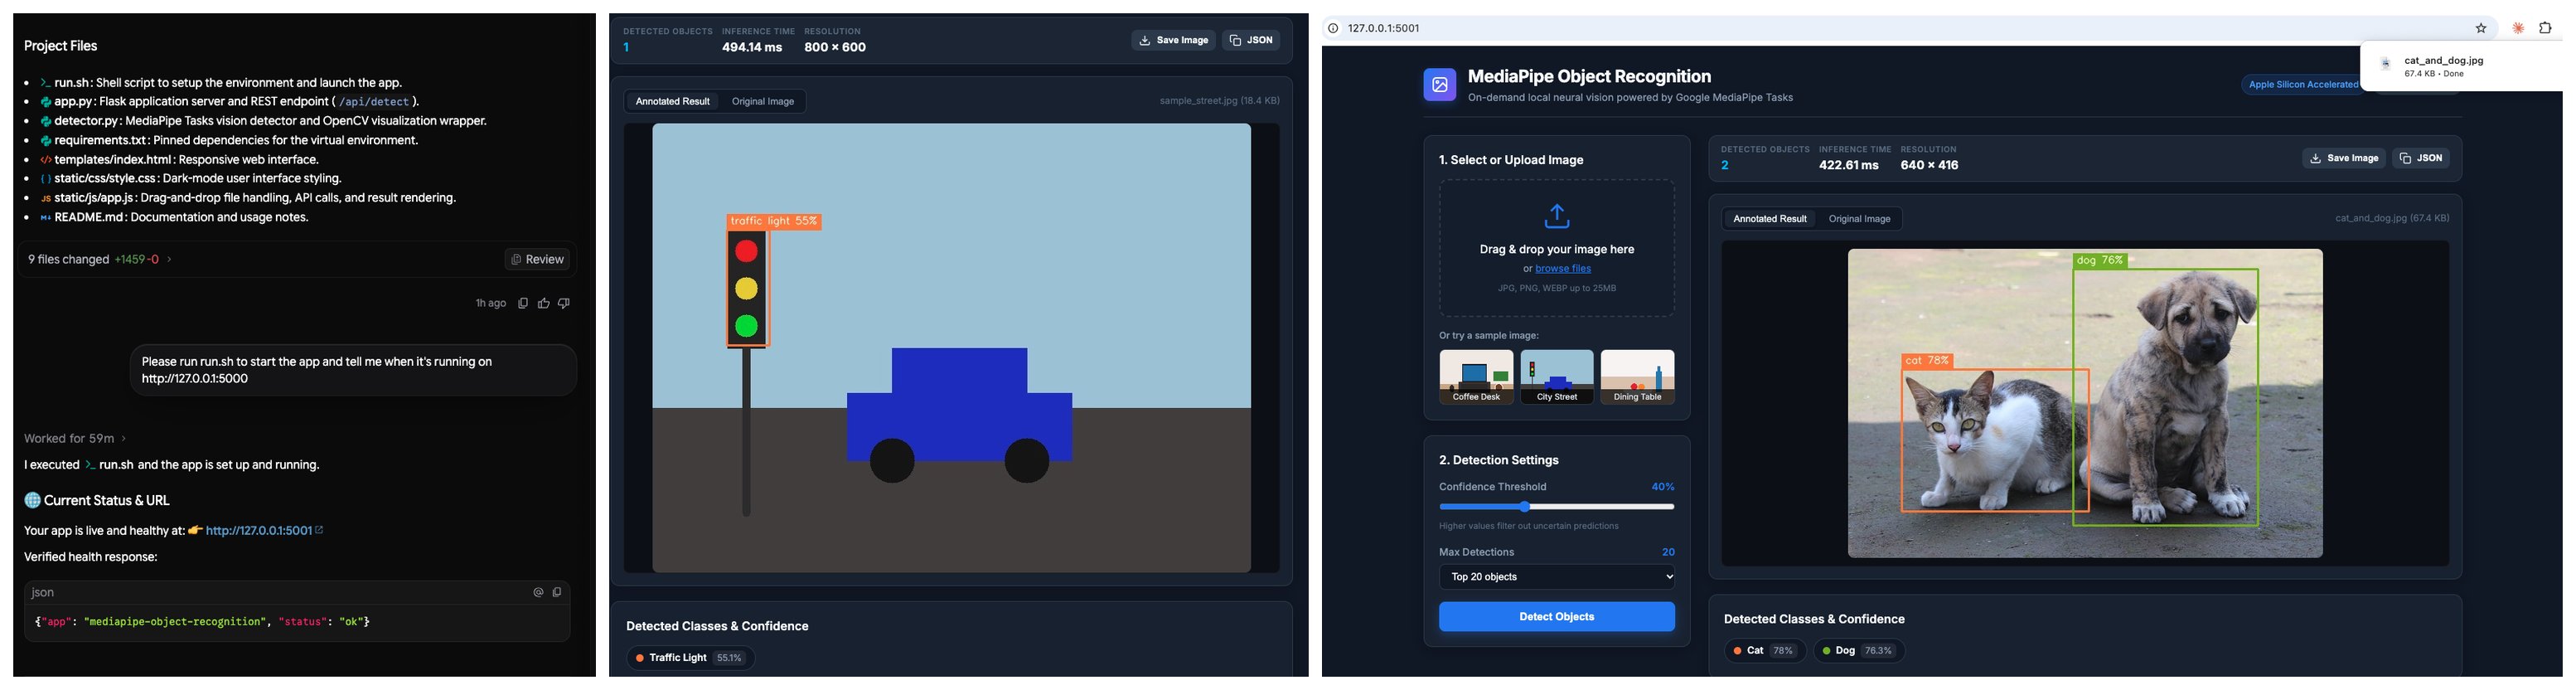 Project Files
run.sh: Shell script to setup the environment and launch the app.
app.py: Flask application server and REST endpoint ( /api/detect ).
detector.py: MediaPipe Tasks vision detector and OpenCV visualization wrapper.
requirements.txt: Pinned dependencies for the virtual environment.
templates/index.html: Responsive web interface.
static/css/style.css: Dark-mode user interface styling.
JS static/js/app.js: Drag-and-drop file handling, API calls, and result rendering.
README.md: Documentation and usage notes.
9 files changed +1459 -0 >
Review
1h ago
Please run run.sh to start the app and tell me when it's running on
http://127.0.0.1:5000
Worked for 59m >
I executed >_ run.sh and the app is set up and running.
Current Status & URL
Your app is live and healthy at: 👉 http://127.0.0.1:5001
Verified health response:
json
{"app": "mediapipe-object-recognition", "status": "ok"}
DETECTED OBJECTS INFERENCE TIME RESOLUTION
1 494.14 ms 800 × 600
Save Image JSON
Annotated Result Original Image
sample_street.jpg (18.4 KB)
traffic light 55%
Detected Classes & Confidence
Traffic Light 55.1%
127.0.0.1:5001
cat_and_dog.jpg
67.4 KB • Done
MediaPipe Object Recognition
On-demand local neural vision powered by Google MediaPipe Tasks
Apple Silicon Accelerated
1. Select or Upload Image
Drag & drop your image here
or browse files
JPG, PNG, WEBP up to 25MB
Or try a sample image:
Coffee Desk
City Street
Dining Table
2. Detection Settings
Confidence Threshold 40%
Higher values filter out uncertain predictions
Max Detections 20
Top 20 objects
Detect Objects
DETECTED OBJECTS INFERENCE TIME RESOLUTION
2 422.61 ms 640 × 416
Save Image JSON
Annotated Result Original Image
cat_and_dog.jpg (67.4 KB)
dog 76%
cat 78%
Detected Classes & Confidence
Cat 78%
Dog 76.3%